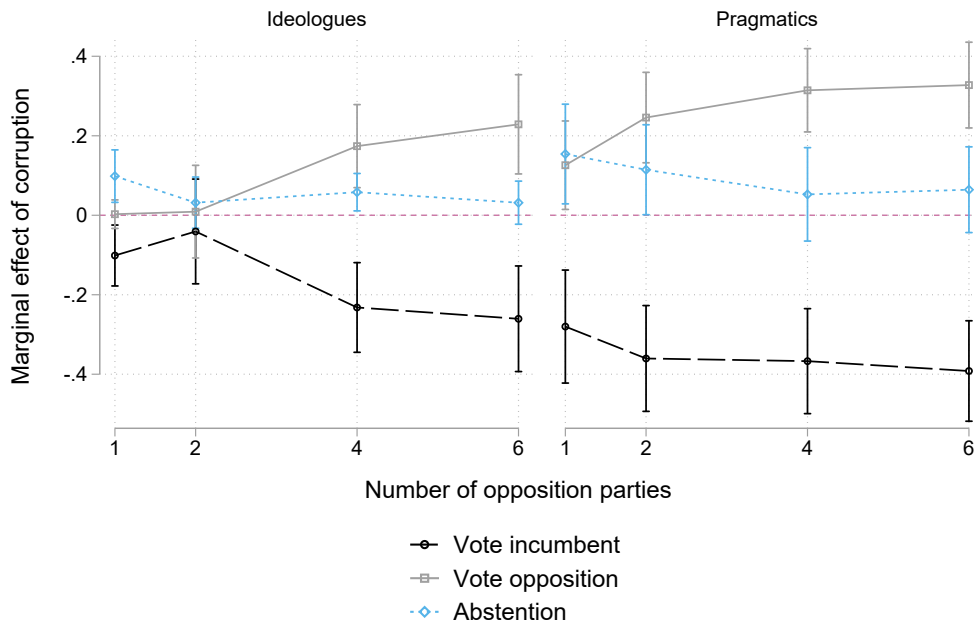 Ideologues
Pragmatics
Marginal effect of corruption
.4
.2
0
-.2
-.4
1 2 4 6
1 2 4 6
Number of opposition parties
Vote incumbent
Vote opposition
Abstention